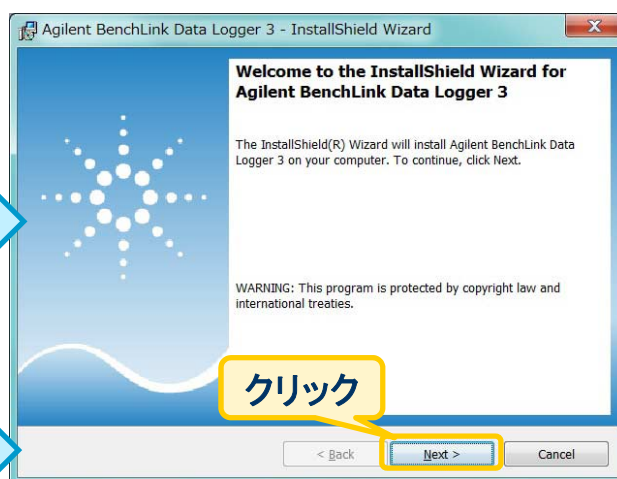 Agilent BenchLink Data Logger 3 - InstallShield Wizard
Welcome to the InstallShield Wizard for
Agilent BenchLink Data Logger 3
The InstallShield(R) Wizard will install Agilent BenchLink Data
Logger 3 on your computer. To continue, click Next.
WARNING: This program is protected by copyright law and
international treaties.
クリック
< Back
Next >
Cancel